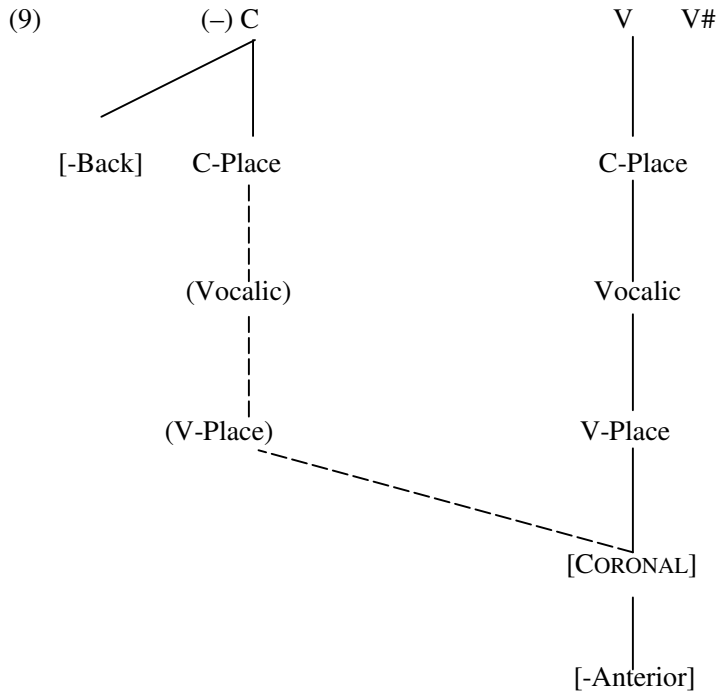 (9) (–) C V V#
[-Back] C-Place C-Place
(Vocalic) Vocalic
(V-Place) V-Place
[CORONAL]
[-Anterior]